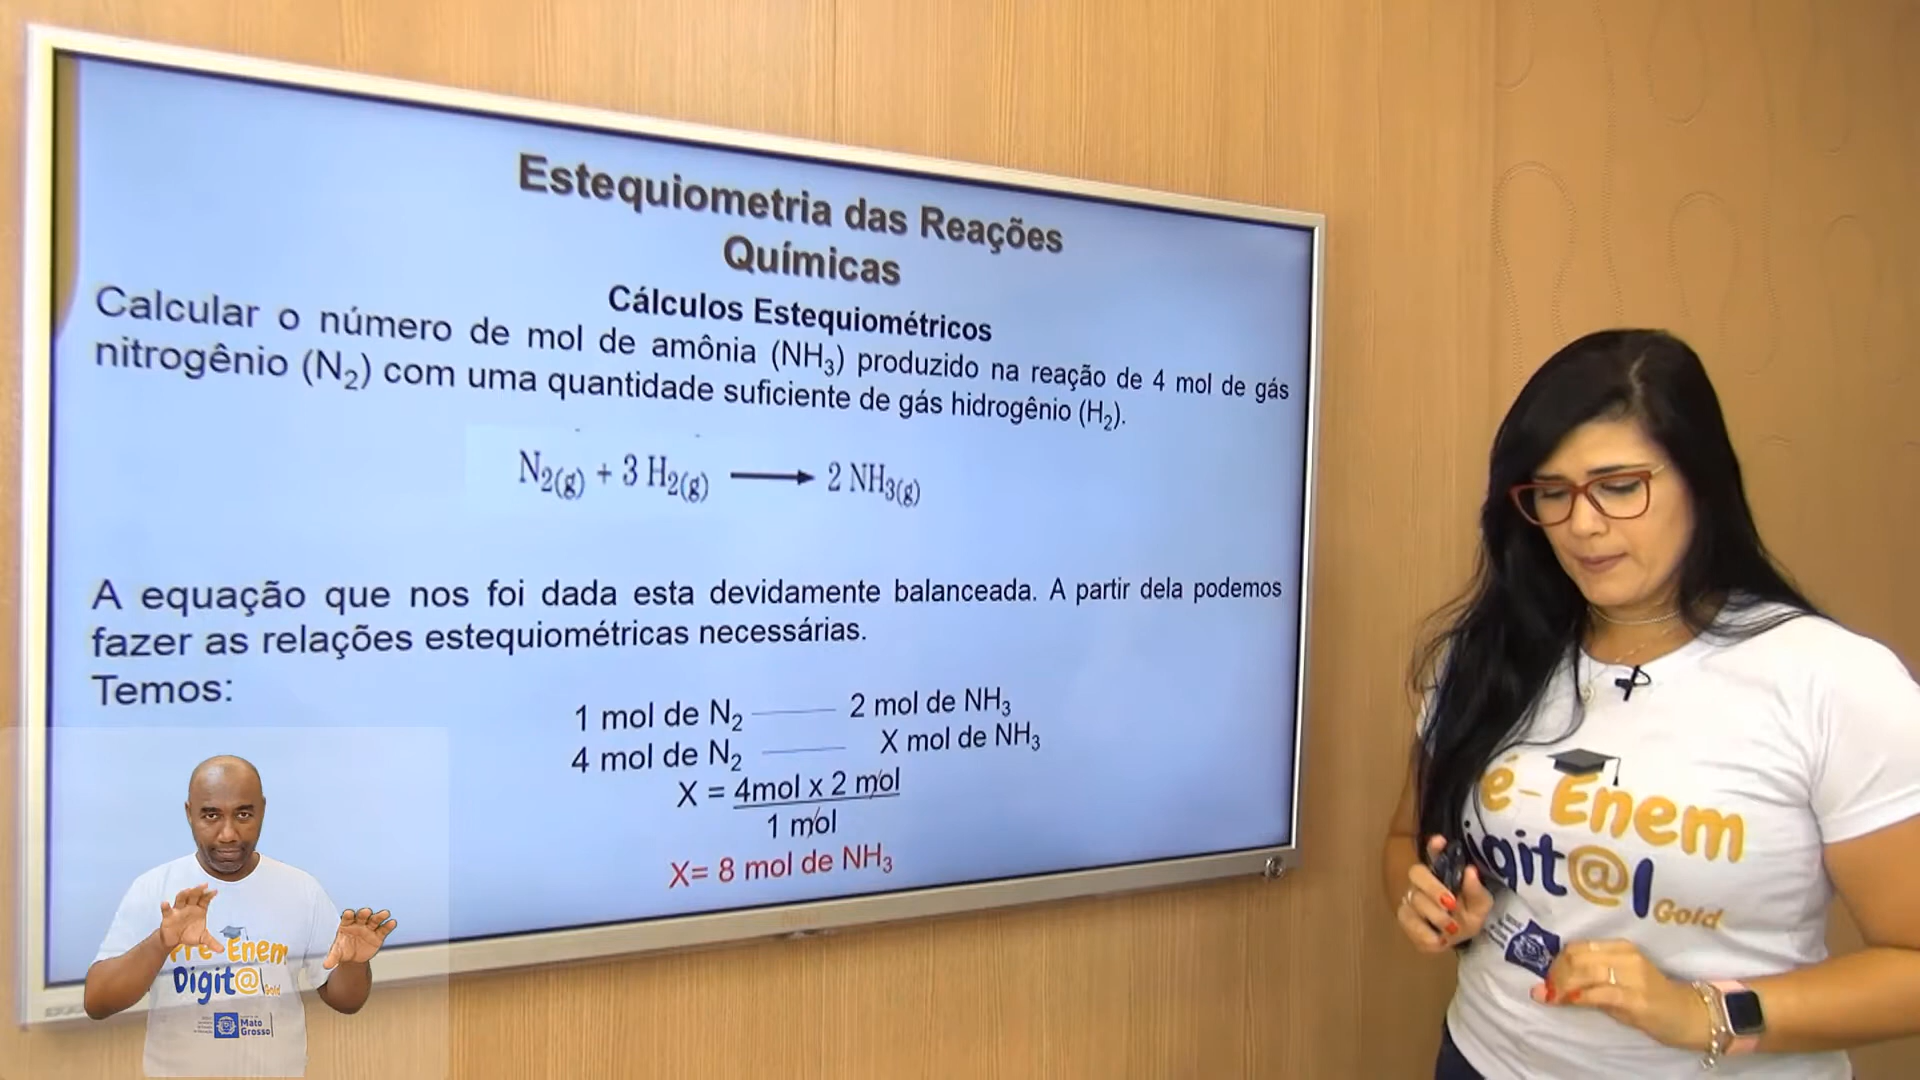 Estequiometria das Reações
Químicas
Cálculos Estequiométricos
Calcular o número de mol de amônia (NH₃) produzido na reação de 4 mol de gás
nitrogênio (N₂) com uma quantidade suficiente de gás hidrogênio (H₂).
N₂(g) + 3 H₂(g) ⟶ 2 NH₃(g)
A equação que nos foi dada esta devidamente balanceada. A partir dela podemos
fazer as relações estequiométricas necessárias.
Temos:
1 mol de N₂ —— 2 mol de NH₃
4 mol de N₂ —— X mol de NH₃
X = 4mol x 2 mol
1 mol
X= 8 mol de NH₃
é-Enem
igit@l Gold
Pré-Enem
Digit@l Gold
Mato
Grosso